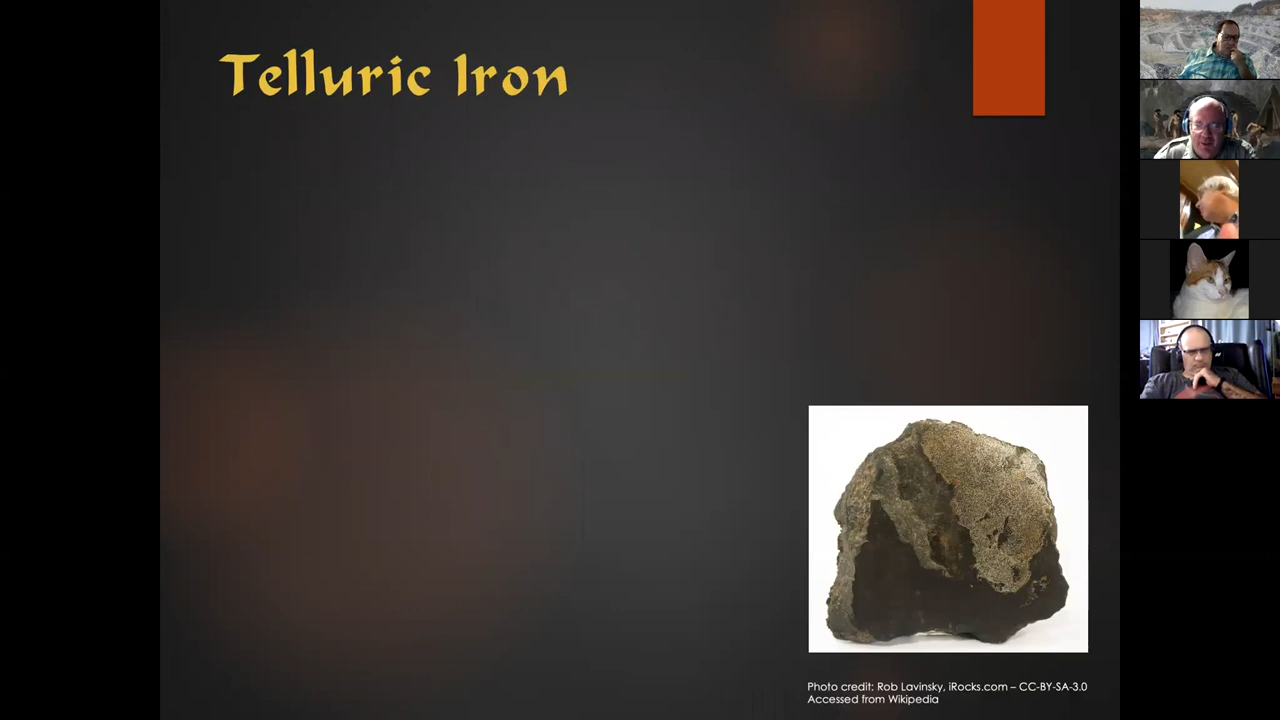 Telluric Iron
Photo credit: Rob Lavinsky, iRocks.com – CC-BY-SA-3.0
Accessed from Wikipedia